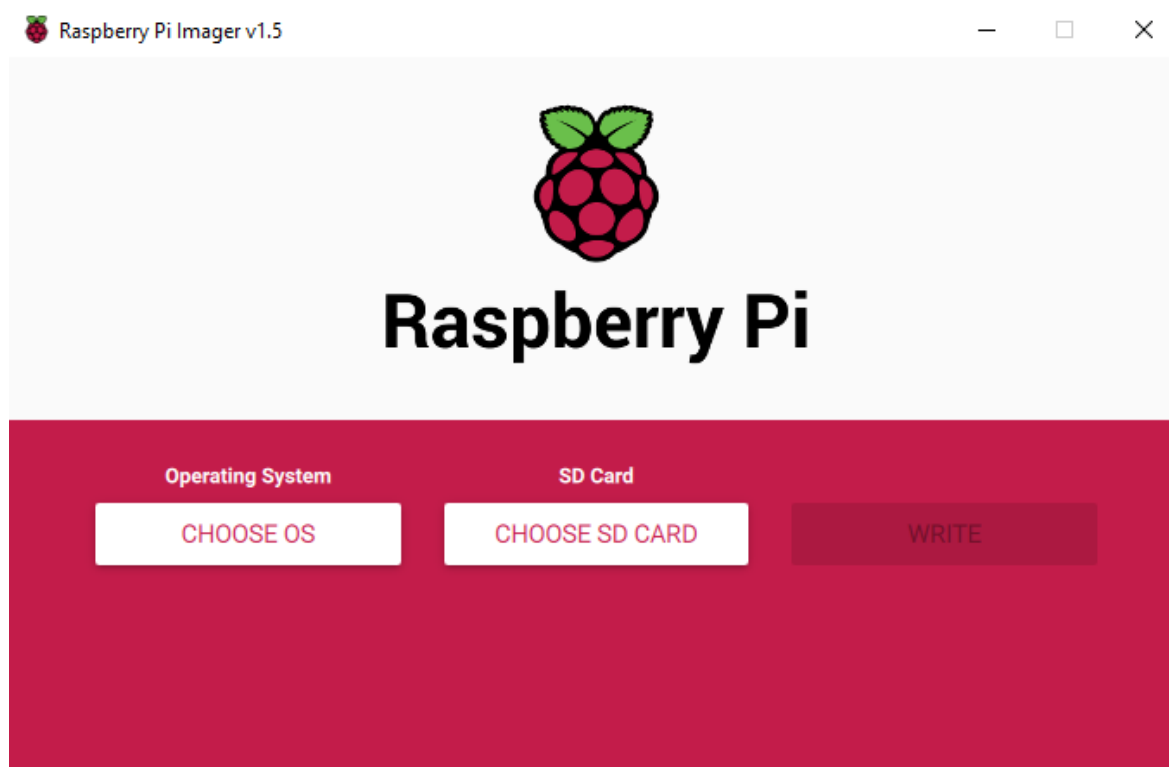 Raspberry Pi Imager v1.5
Raspberry Pi
Operating System
SD Card
CHOOSE OS
CHOOSE SD CARD
WRITE